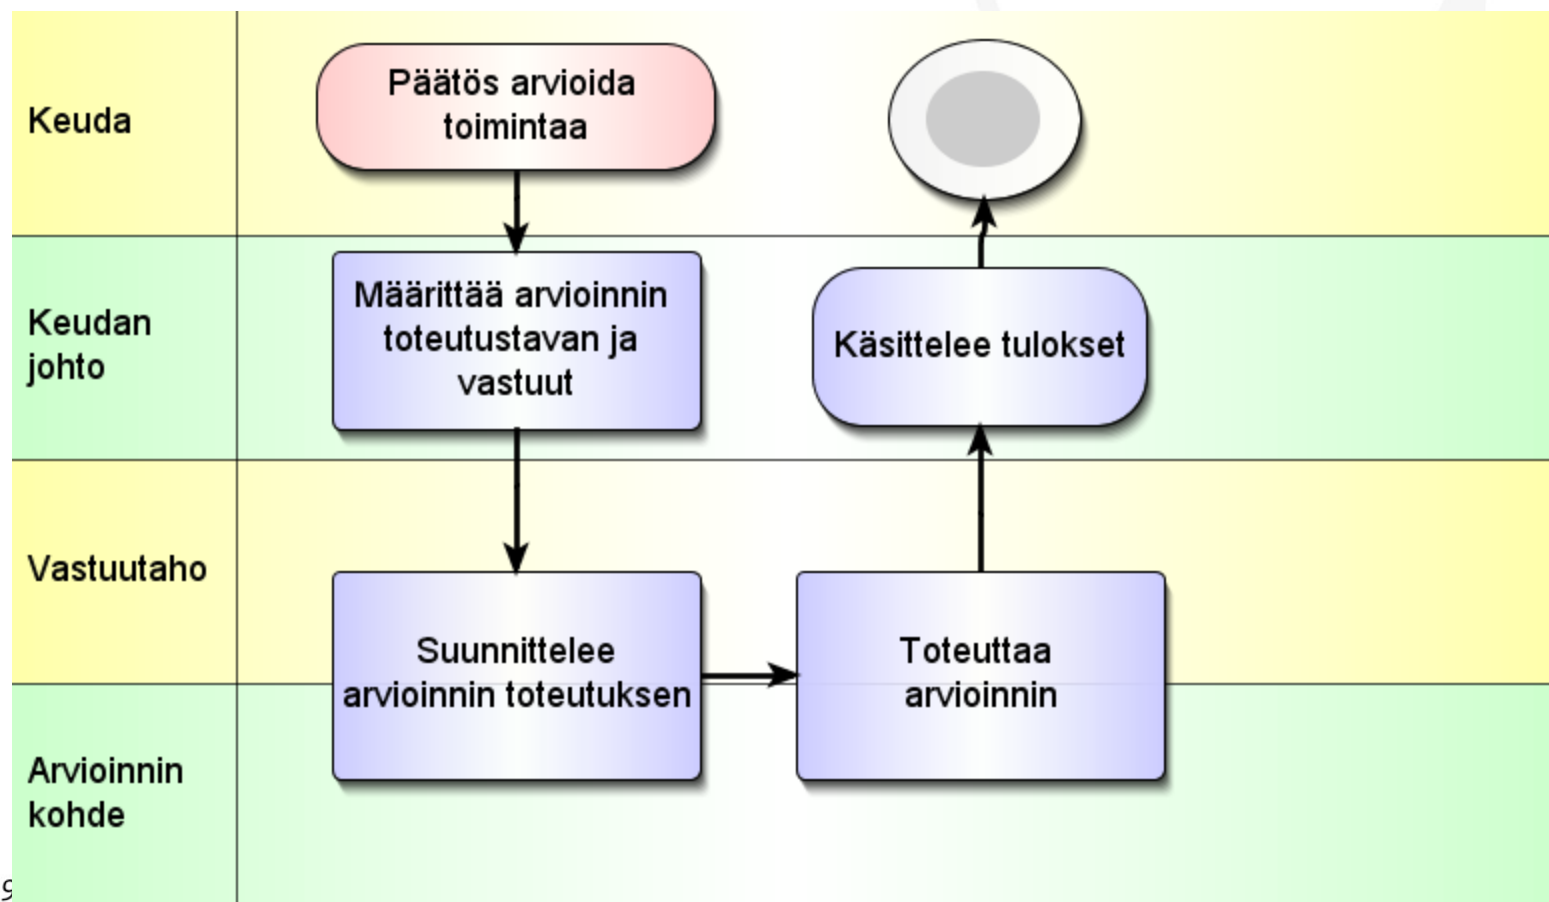 Keuda
Päätös arvioida
toimintaa
Keudan
johto
Määrittää arvioinnin
toteutustavan ja
vastuut
Käsittelee tulokset
Vastuutaho
Suunnittelee
arvioinnin toteutuksen
Toteuttaa
arvioinnin
Arvioinnin
kohde
9